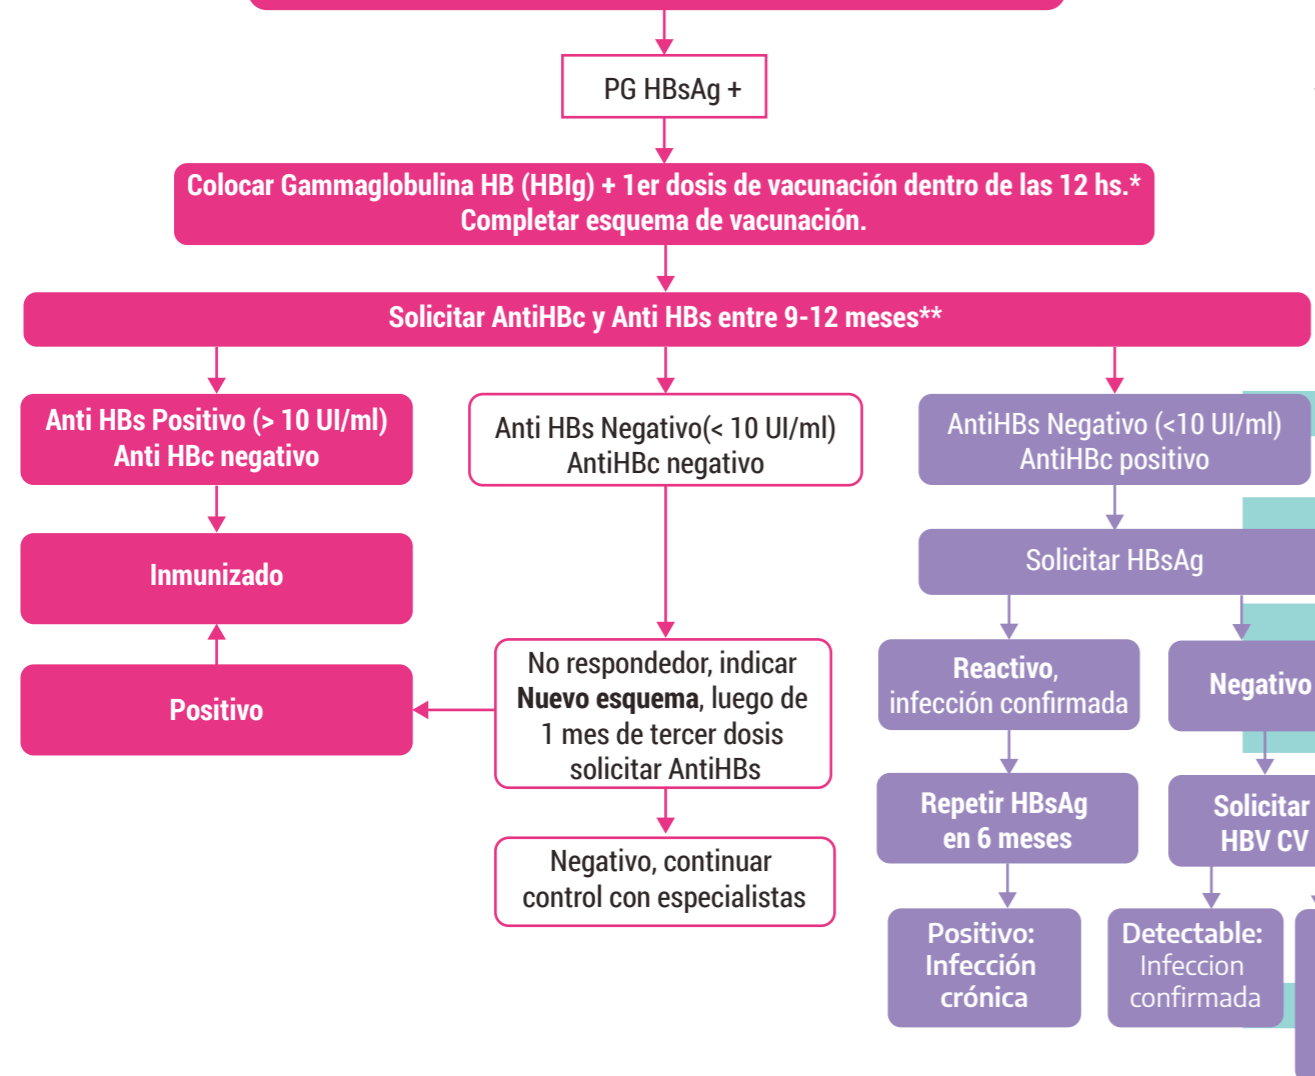 PG HBsAg +
Colocar Gammaglobulina HB (HBIg) + 1er dosis de vacunación dentro de las 12 hs.*
Completar esquema de vacunación.
Solicitar AntiHBc y Anti HBs entre 9-12 meses**
Anti HBs Positivo (> 10 UI/ml)
Anti HBc negativo
Anti HBs Negativo(< 10 UI/ml)
AntiHBc negativo
AntiHBs Negativo (<10 UI/ml)
AntiHBc positivo
Inmunizado
Solicitar HBsAg
Positivo
No respondedor, indicar
Nuevo esquema, luego de
1 mes de tercer dosis
solicitar AntiHBs
Reactivo,
infección confirmada
Negativo
Repetir HBsAg
en 6 meses
Solicitar
HBV CV
Negativo, continuar
control con especialistas
Positivo:
Infección
crónica
Detectable:
Infeccion
confirmada